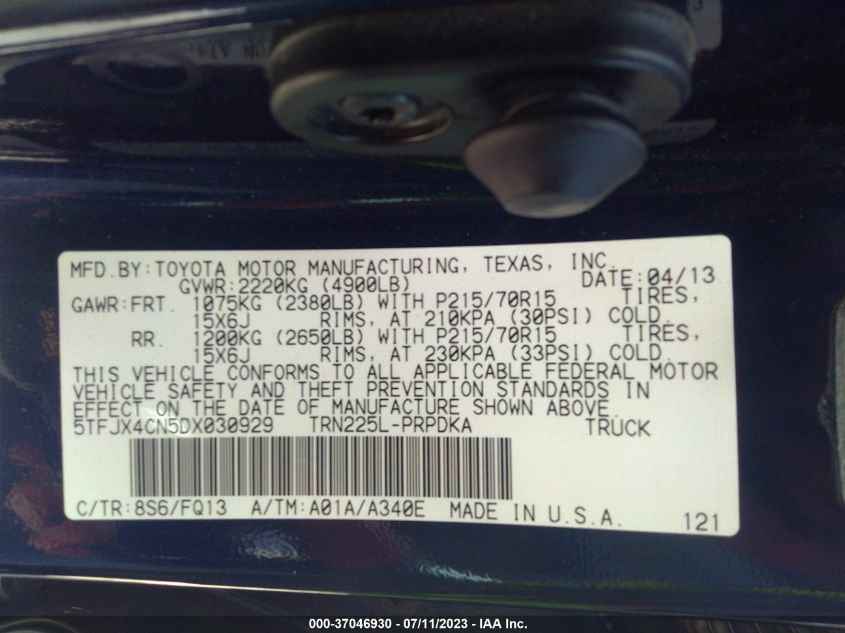 MFD.BY:TOYOTA MOTOR MANUFACTURING, TEXAS, INC.
GVWR:2220KG (4900LB) DATE:04/13
GAWR:FRT. 1075KG (2380LB) WITH P215/70R15 TIRES,
15X6J RIMS, AT 210KPA (30PSI) COLD.
RR. 1200KG (2650LB) WITH P215/70R15 TIRES,
15X6J RIMS, AT 230KPA (33PSI) COLD.
THIS VEHICLE CONFORMS TO ALL APPLICABLE FEDERAL MOTOR
VEHICLE SAFETY AND THEFT PREVENTION STANDARDS IN
EFFECT ON THE DATE OF MANUFACTURE SHOWN ABOVE.
5TFJX4CN5DX030929 TRN225L-PRPDKA TRUCK
C/TR:8S6/FQ13 A/TM:A01A/A340E MADE IN U.S.A.
121
000-37046930 - 07/11/2023 - IAA Inc.